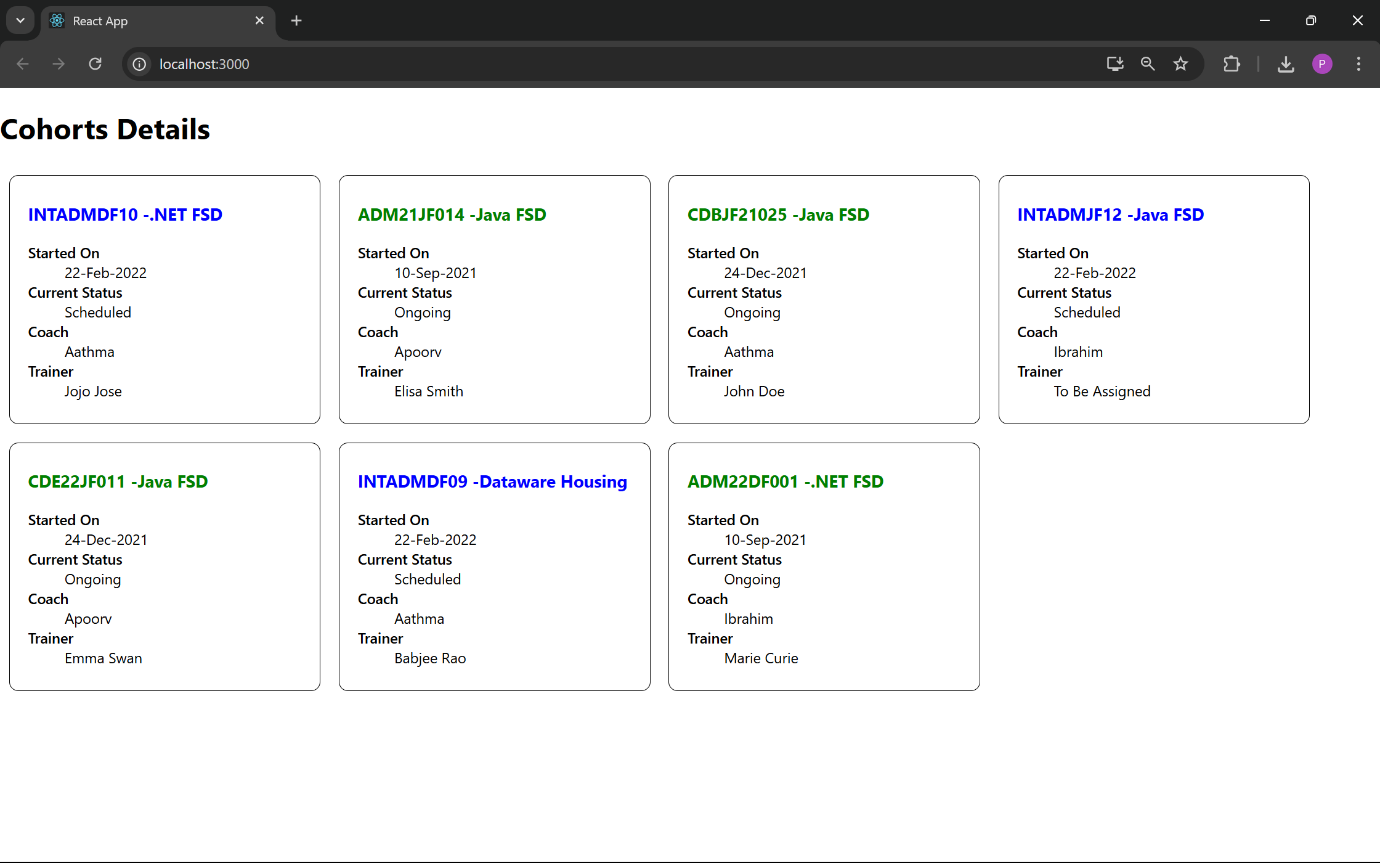 React App
localhost:3000
P
Cohorts Details
INTADMDF10 -.NET FSD
Started On
22-Feb-2022
Current Status
Scheduled
Coach
Aathma
Trainer
Jojo Jose
ADM21JF014 -Java FSD
Started On
10-Sep-2021
Current Status
Ongoing
Coach
Apoorv
Trainer
Elisa Smith
CDBJF21025 -Java FSD
Started On
24-Dec-2021
Current Status
Ongoing
Coach
Aathma
Trainer
John Doe
INTADMJF12 -Java FSD
Started On
22-Feb-2022
Current Status
Scheduled
Coach
Ibrahim
Trainer
To Be Assigned
CDE22JF011 -Java FSD
Started On
24-Dec-2021
Current Status
Ongoing
Coach
Apoorv
Trainer
Emma Swan
INTADMDF09 -Dataware Housing
Started On
22-Feb-2022
Current Status
Scheduled
Coach
Aathma
Trainer
Babjee Rao
ADM22DF001 -.NET FSD
Started On
10-Sep-2021
Current Status
Ongoing
Coach
Ibrahim
Trainer
Marie Curie